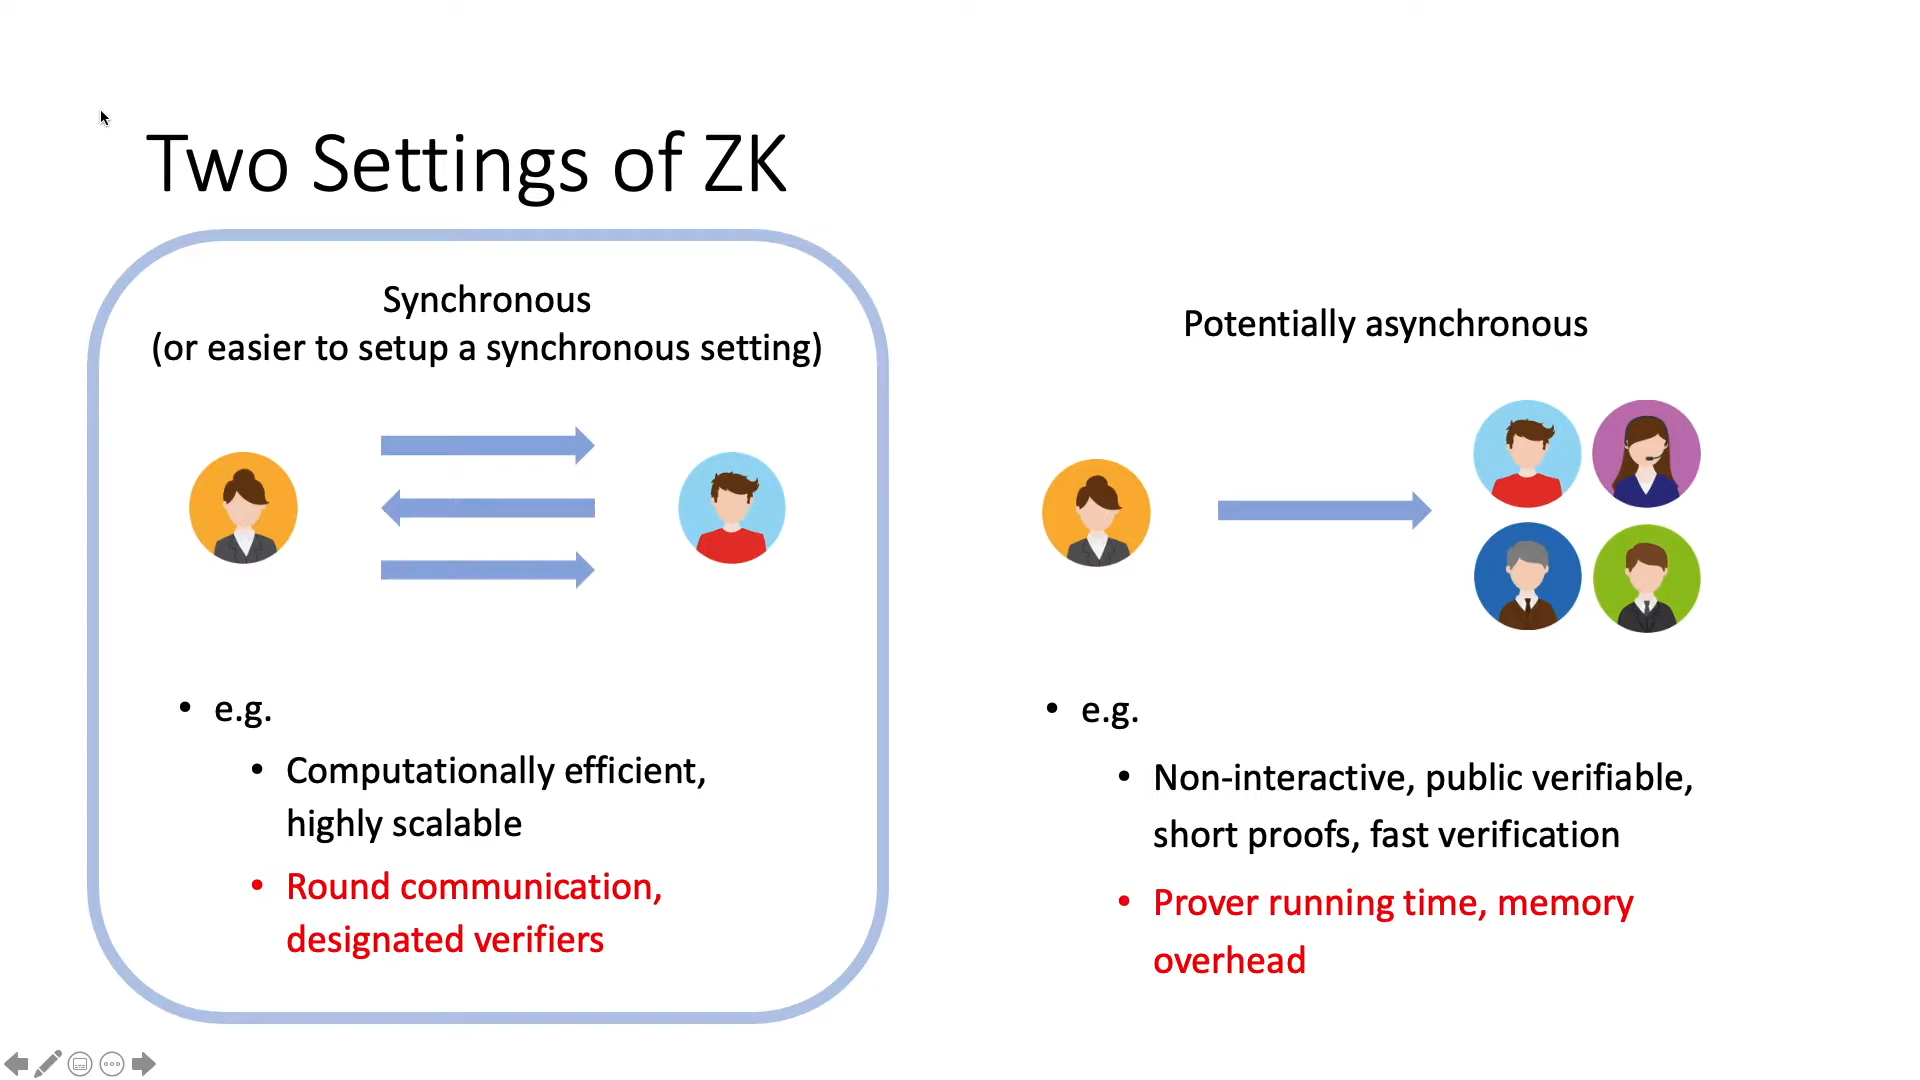 Two Settings of ZK
Synchronous
(or easier to setup a synchronous setting)
• e.g.
• Computationally efficient,
highly scalable
• Round communication,
designated verifiers
Potentially asynchronous
• e.g.
• Non-interactive, public verifiable,
short proofs, fast verification
• Prover running time, memory
overhead